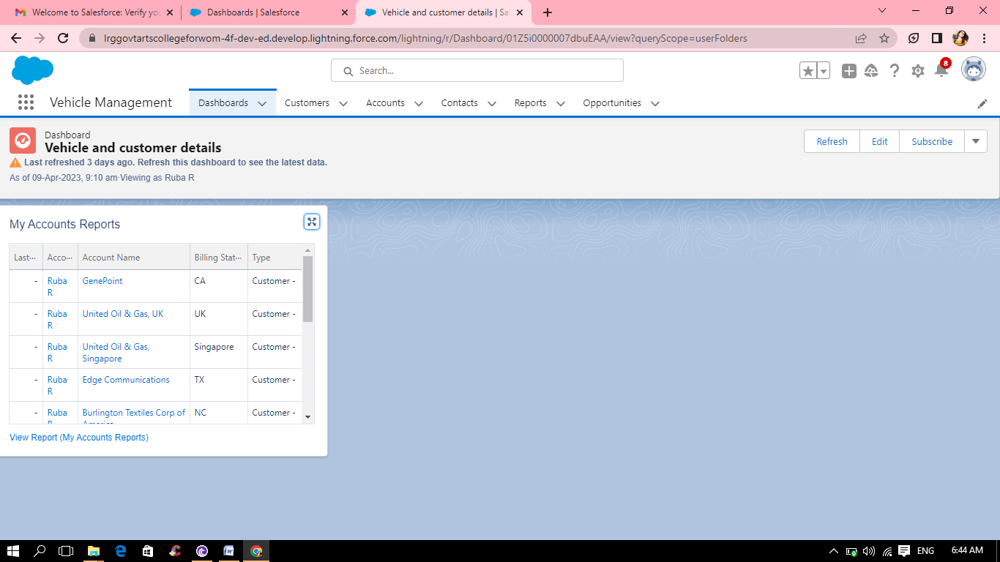 Welcome to Salesforce: Verify yo
Dashboards | Salesforce
Vehicle and customer details | Sa
lrggovtartscollegeforwom-4f-dev-ed.develop.lightning.force.com/lightning/r/Dashboard/01Z5i0000007dbuEAA/view?queryScope=userFolders
Search...
8
Vehicle Management
Dashboards
Customers
Accounts
Contacts
Reports
Opportunities
Dashboard
Vehicle and customer details
Last refreshed 3 days ago. Refresh this dashboard to see the latest data.
As of 09-Apr-2023, 9:10 am·Viewing as Ruba R
Refresh
Edit
Subscribe
My Accounts Reports
Last··· Acco··· Account Name Billing Stat··· Type
- Ruba R GenePoint CA Customer -
- Ruba R United Oil & Gas, UK UK Customer -
- Ruba R United Oil & Gas, Singapore Singapore Customer -
- Ruba R Edge Communications TX Customer -
- Ruba R Burlington Textiles Corp of America NC Customer -
View Report (My Accounts Reports)
ENG
6:44 AM